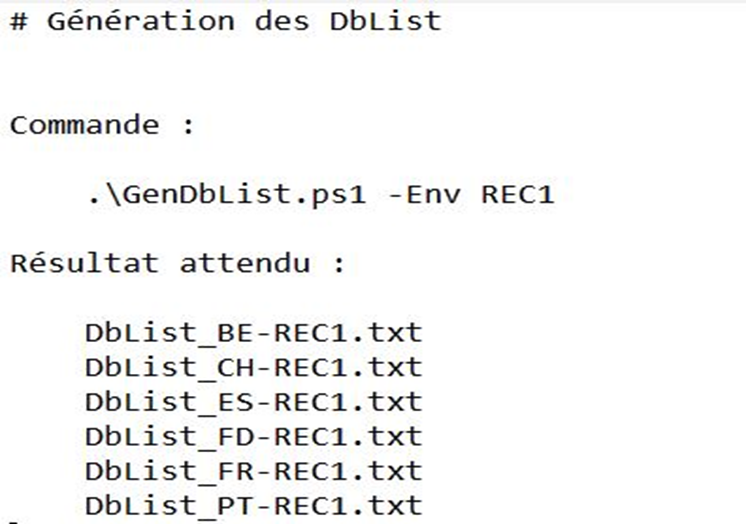 # Génération des DbList
Commande :
.\GenDbList.ps1 -Env REC1
Résultat attendu :
DbList_BE-REC1.txt
DbList_CH-REC1.txt
DbList_ES-REC1.txt
DbList_FD-REC1.txt
DbList_FR-REC1.txt
DbList_PT-REC1.txt